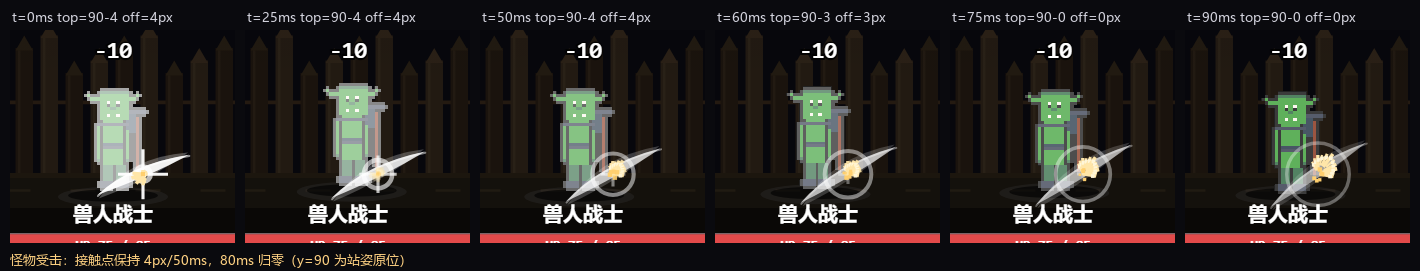 t=0ms top=90-4 off=4px
t=25ms top=90-4 off=4px
t=50ms top=90-4 off=4px
t=60ms top=90-3 off=3px
t=75ms top=90-0 off=0px
t=90ms top=90-0 off=0px
-10
-10
-10
-10
-10
-10
兽人战士
兽人战士
兽人战士
兽人战士
兽人战士
兽人战士
怪物受击：接触点保持 4px/50ms，80ms 归零（y=90 为站姿原位）